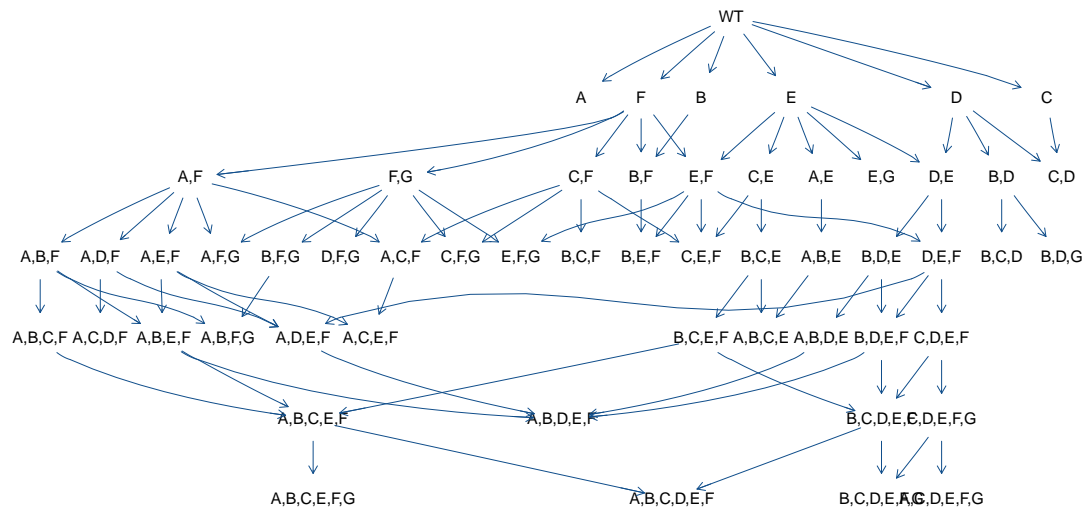 WT
A F B E D C
A,F F,G C,F B,F E,F C,E A,E E,G D,E B,D C,D
A,B,F A,D,F A,E,F A,F,G B,F,G D,F,G A,C,F C,F,G E,F,G B,C,F B,E,F C,E,F B,C,E A,B,E B,D,E D,E,F B,C,D B,D,G
A,B,C,F A,C,D,F A,B,E,F A,B,F,G A,D,E,F A,C,E,F B,C,E,F A,B,C,E A,B,D,E B,D,E,F C,D,E,F
A,B,C,E,F A,B,D,E,F B,C,D,E,F C,D,E,F,G
A,B,C,E,F,G A,B,C,D,E,F B,C,D,E,F,G A,C,D,E,F,G